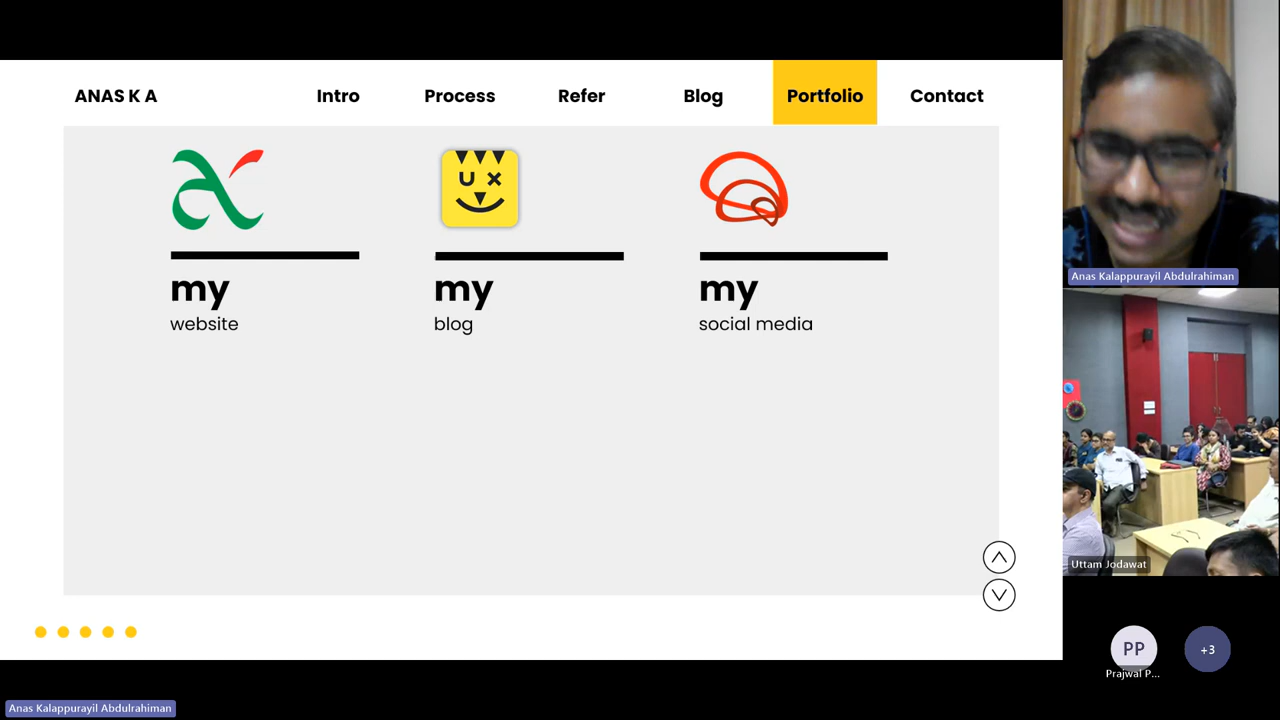 ANAS K A
Intro
Process
Refer
Blog
Portfolio
Contact
U X
my
website
my
blog
my
social media
Anas Kalappurayil Abdulrahiman
Uttam Jodawat
PP
Prajwal P...
+3
Anas Kalappurayil Abdulrahiman